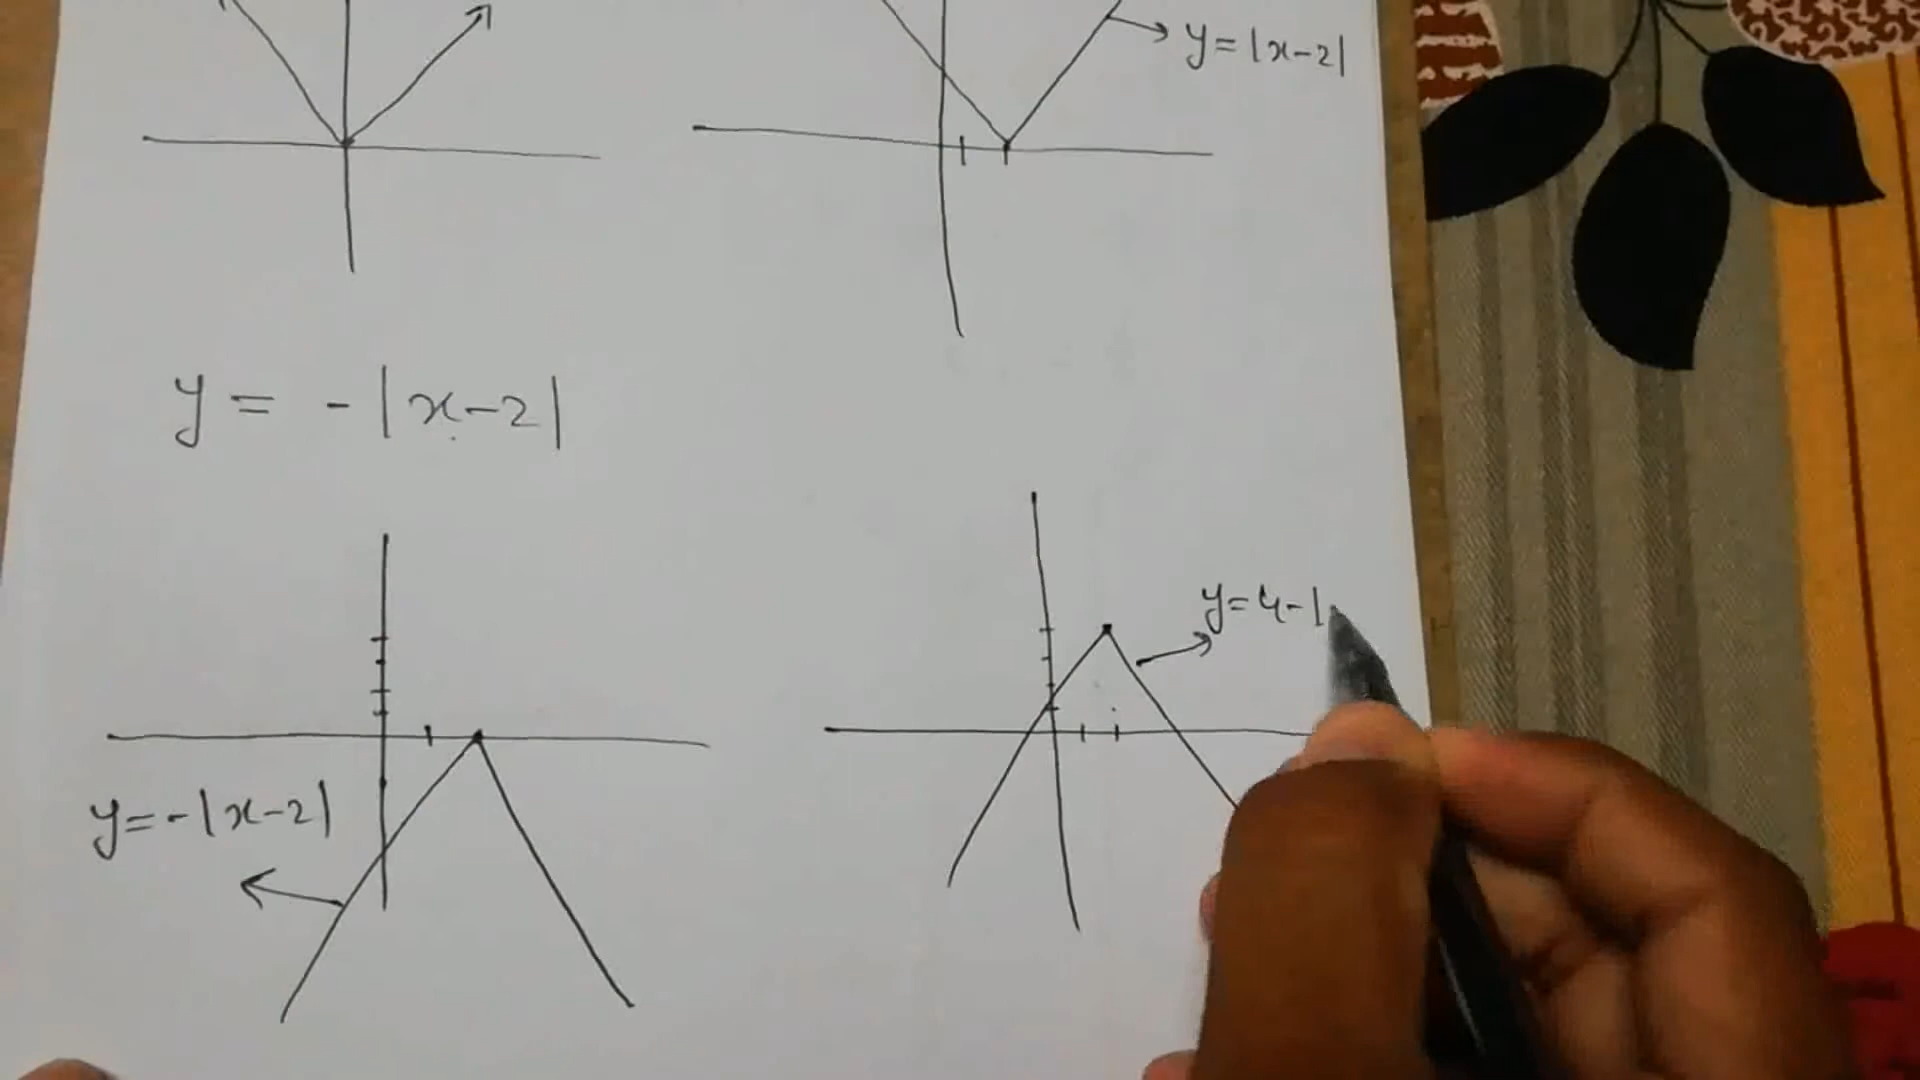 y = |x-2|
y = -|x-2|
y=4-|
y=-|x-2|